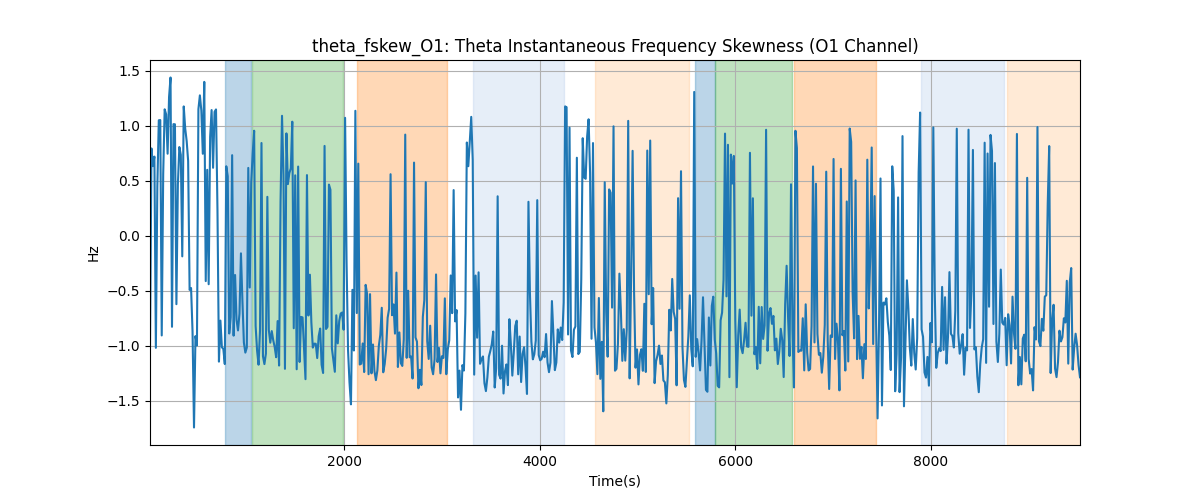 theta_fskew_O1: Theta Instantaneous Frequency Skewness (O1 Channel)
1.5
1.0
0.5
0.0
−0.5
−1.0
−1.5
Hz
2000 4000 6000 8000
Time(s)